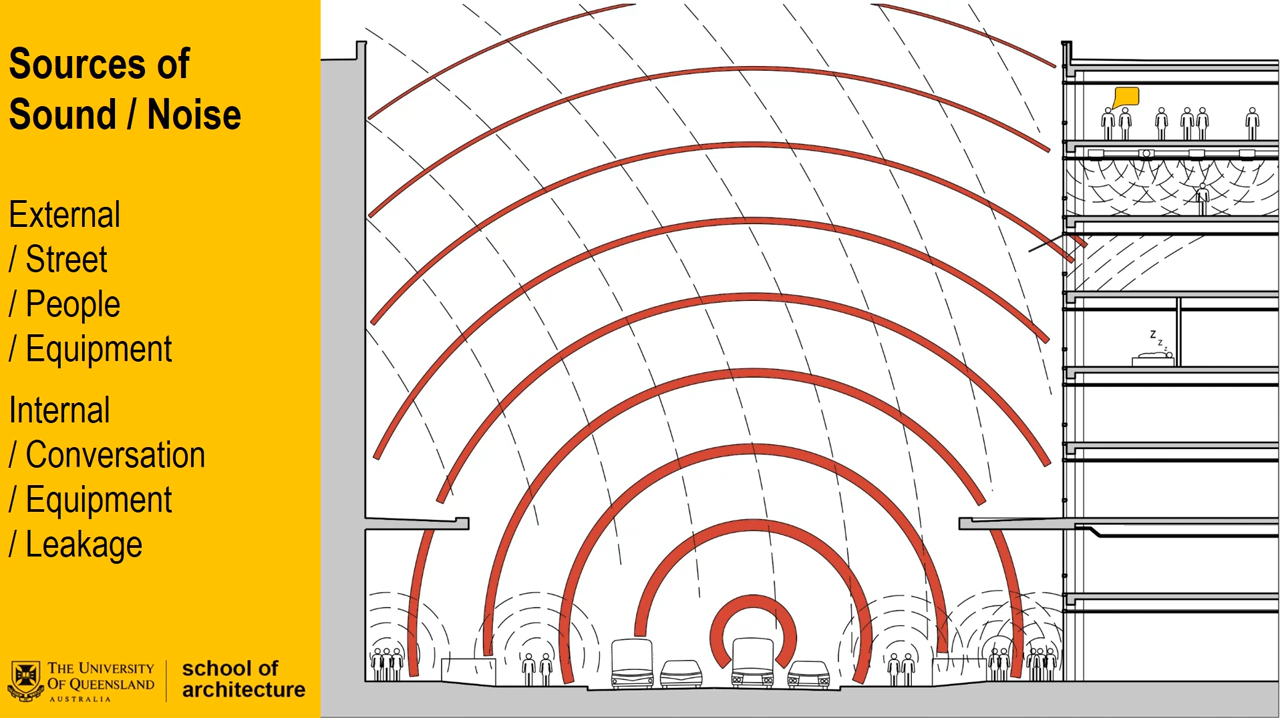 Sources of
Sound / Noise
External
/ Street
/ People
/ Equipment
Internal
/ Conversation
/ Equipment
/ Leakage
THE UNIVERSITY
OF QUEENSLAND
AUSTRALIA
school of
architecture
z
z
z